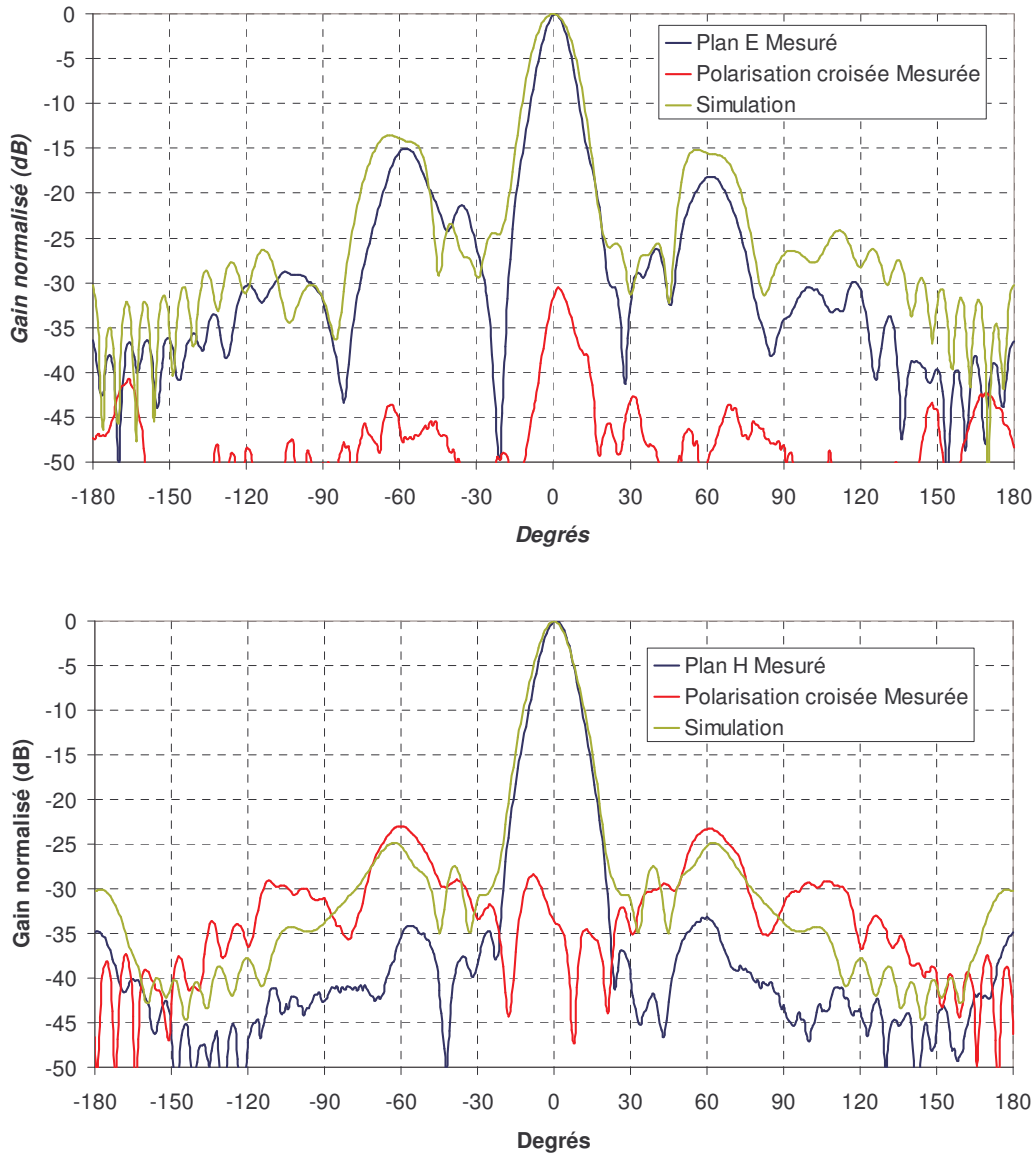 0
-5
-10
-15
-20
-25
-30
-35
-40
-45
-50
Gain normalisé (dB)
Plan E Mesuré
Polarisation croisée Mesurée
Simulation
-180 -150 -120 -90 -60 -30 0 30 60 90 120 150 180
Degrés
0
-5
-10
-15
-20
-25
-30
-35
-40
-45
-50
Gain normalisé (dB)
Plan H Mesuré
Polarisation croisée Mesurée
Simulation
-180 -150 -120 -90 -60 -30 0 30 60 90 120 150 180
Degrés